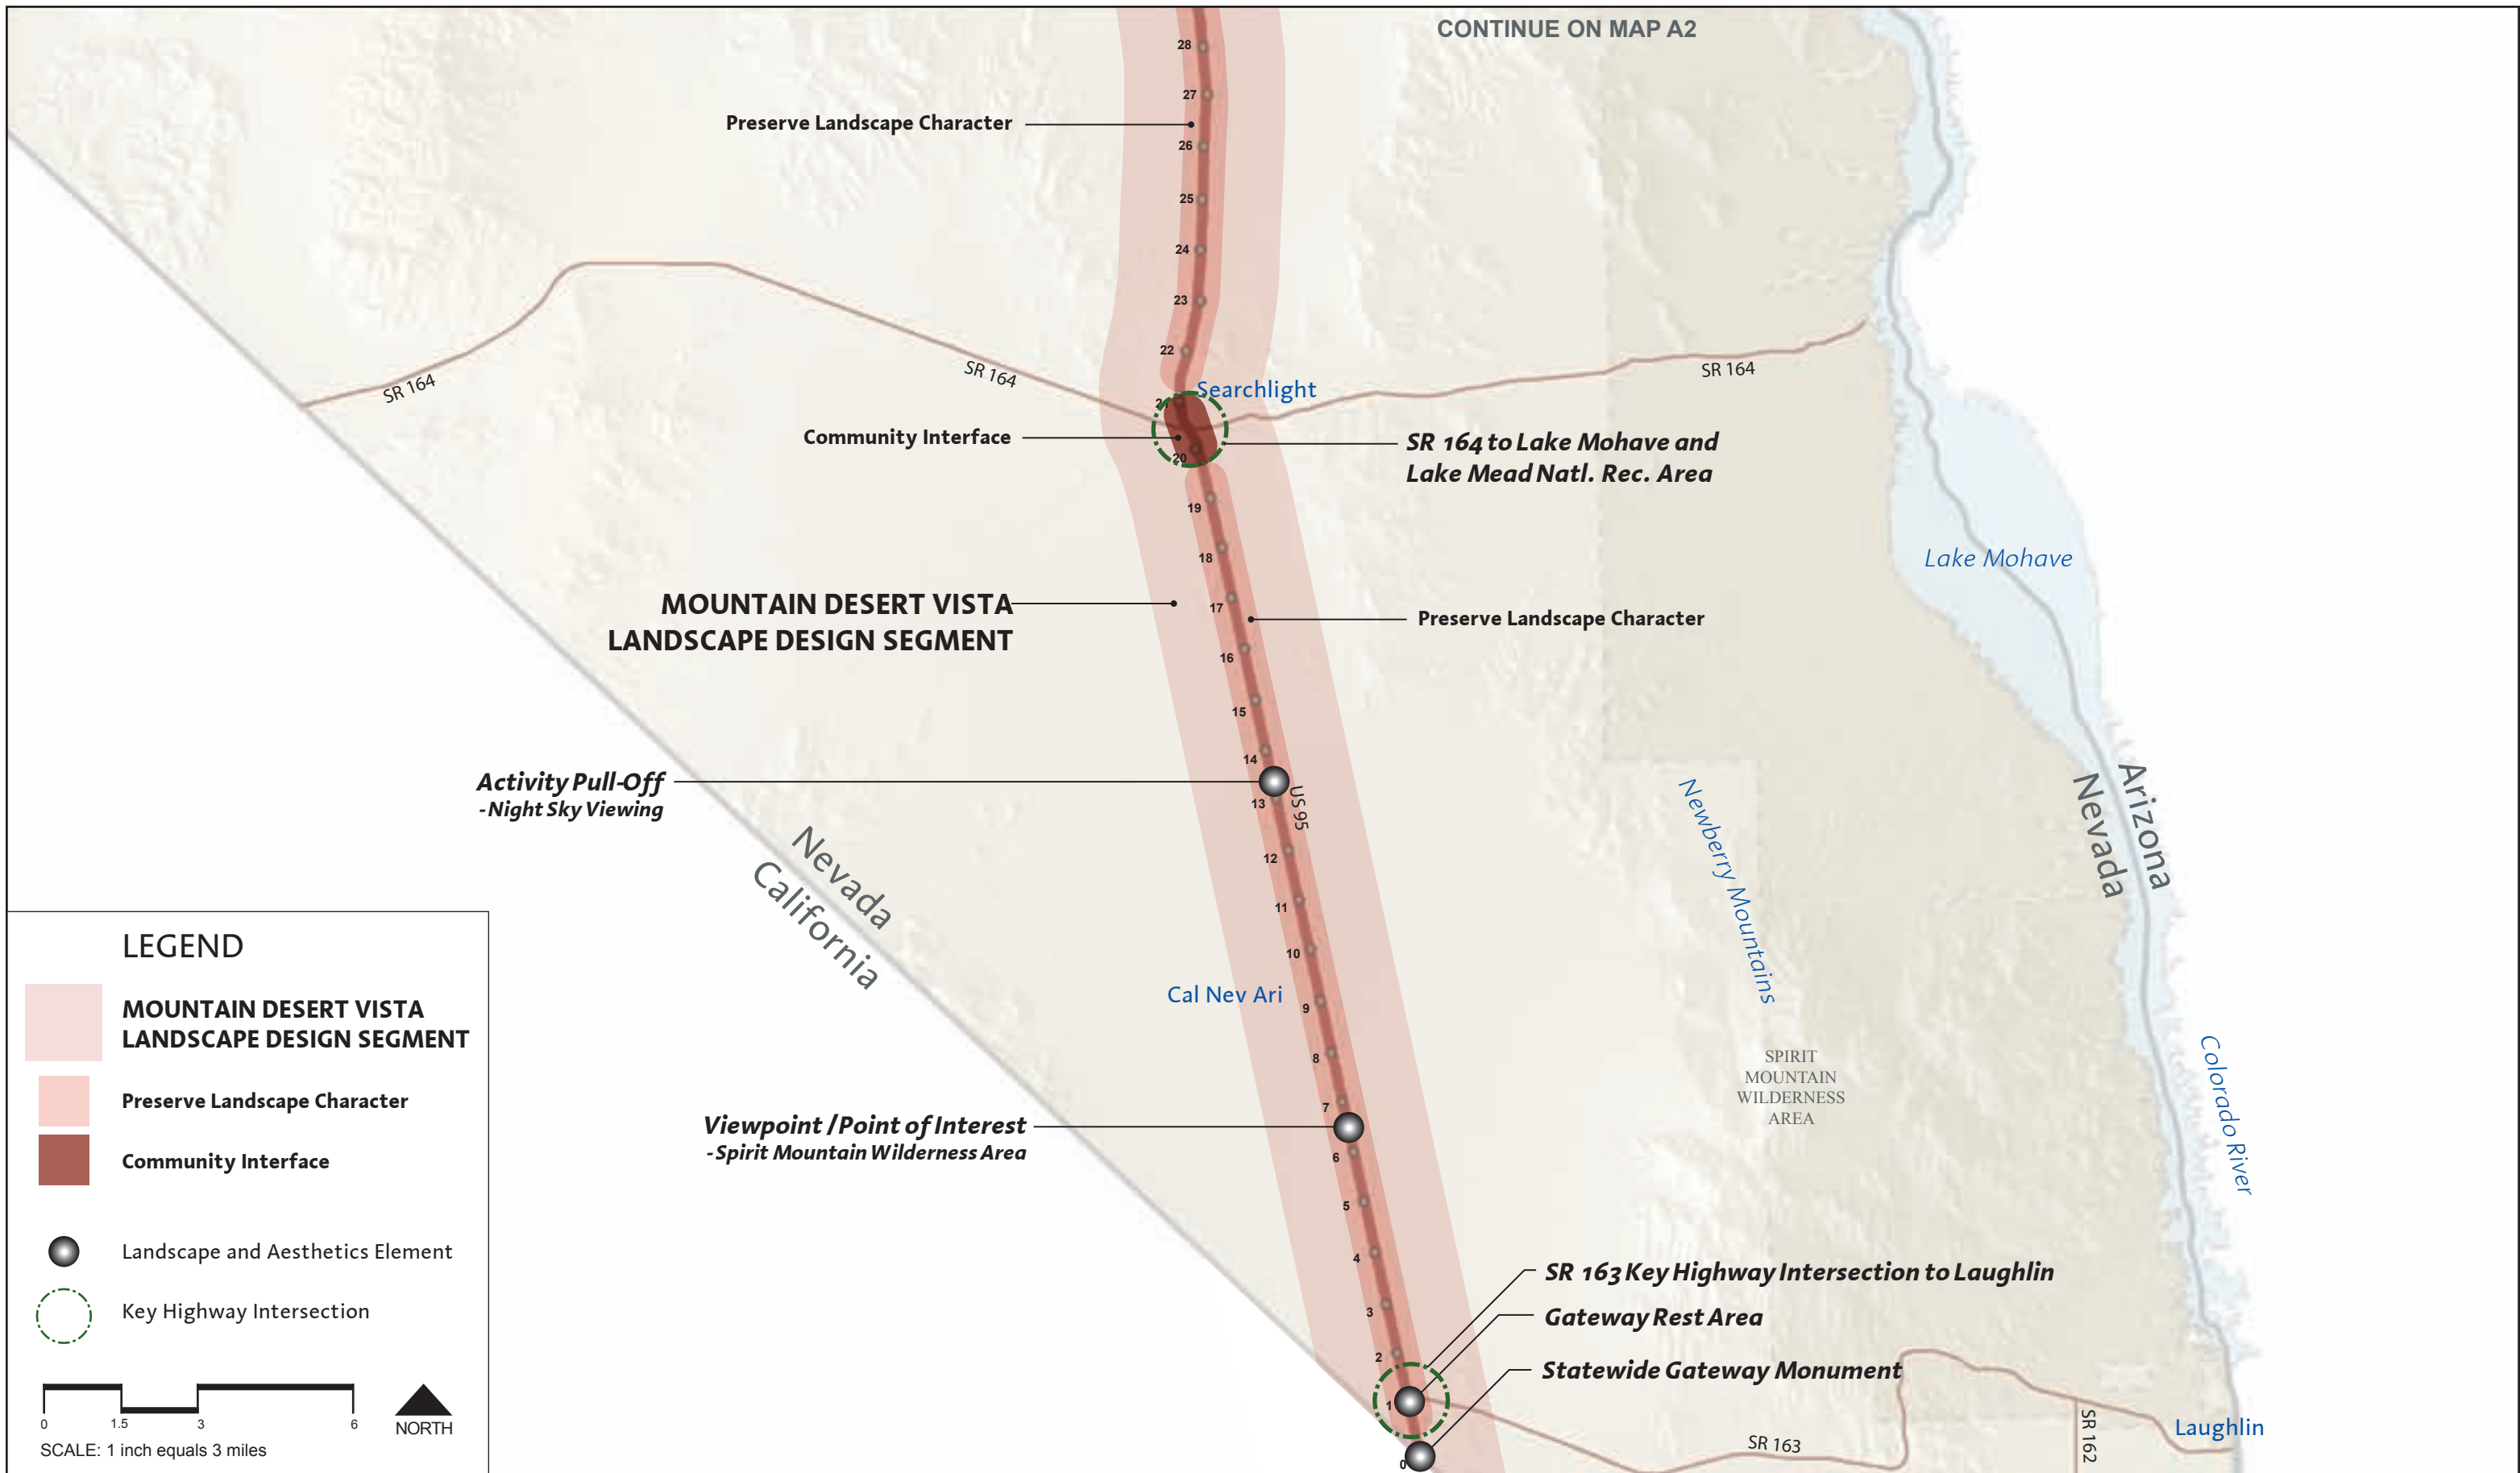 CONTINUE ON MAP A2
28
27
Preserve Landscape Character
26
25
24
23
22
SR 164
SR 164
SR 164
Searchlight
21
Community Interface
20
SR 164 to Lake Mohave and
Lake Mead Natl. Rec. Area
19
18
Lake Mohave
17
MOUNTAIN DESERT VISTA
LANDSCAPE DESIGN SEGMENT
Preserve Landscape Character
16
15
14
Activity Pull-Off
-Night Sky Viewing
13
US 95
12
11
10
9
8
7
Nevada
California
Newberry Mountains
Arizona
Nevada
Cal Nev Ari
SPIRIT
MOUNTAIN
WILDERNESS
AREA
Colorado River
Viewpoint /Point of Interest
-Spirit Mountain Wilderness Area
6
5
4
3
2
1
0
SR 163 Key Highway Intersection to Laughlin
Gateway Rest Area
Statewide Gateway Monument
SR 163
SR 162
Laughlin
LEGEND
MOUNTAIN DESERT VISTA
LANDSCAPE DESIGN SEGMENT
Preserve Landscape Character
Community Interface
Landscape and Aesthetics Element
Key Highway Intersection
0 1.5 3 6
NORTH
SCALE: 1 inch equals 3 miles